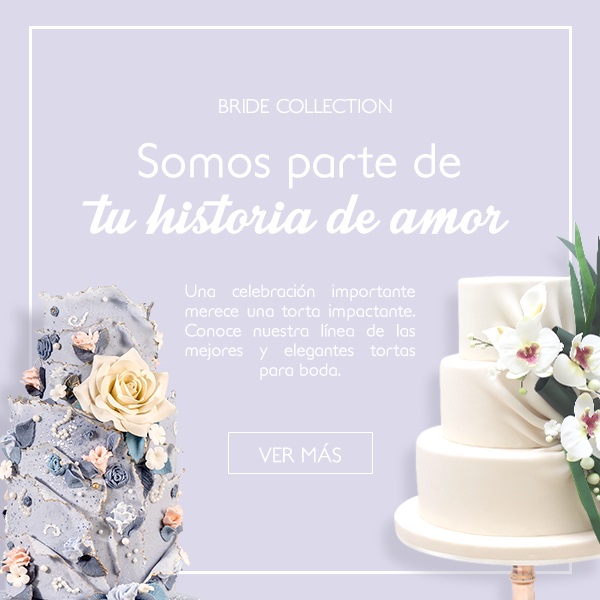 BRIDE COLLECTION
Somos parte de
tu historia de amor
Una celebración importante
merece una torta impactante.
Conoce nuestra línea de las
mejores y elegantes tortas
para boda.
VER MÁS